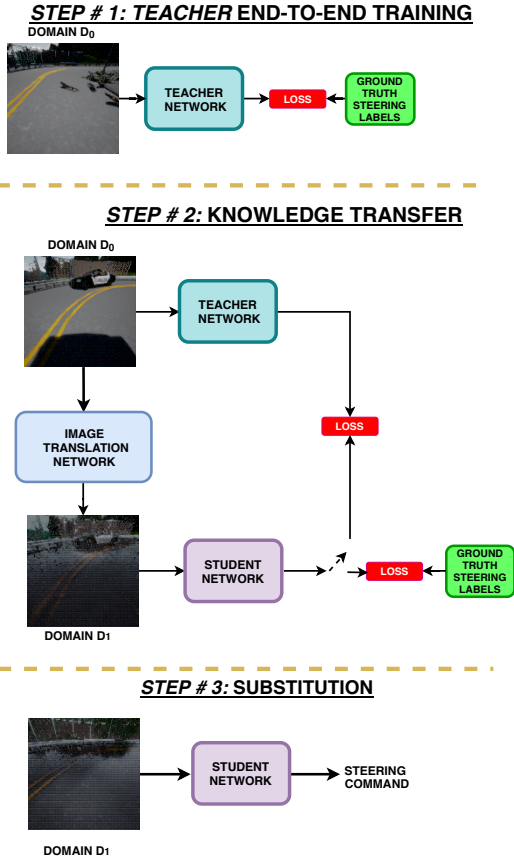 STEP # 1: TEACHER END-TO-END TRAINING
DOMAIN D0
TEACHER
NETWORK
LOSS
GROUND
TRUTH
STEERING
LABELS
STEP # 2: KNOWLEDGE TRANSFER
DOMAIN D0
TEACHER
NETWORK
LOSS
IMAGE
TRANSLATION
NETWORK
STUDENT
NETWORK
LOSS
GROUND
TRUTH
STEERING
LABELS
DOMAIN D1
STEP # 3: SUBSTITUTION
STUDENT
NETWORK
STEERING
COMMAND
DOMAIN D1